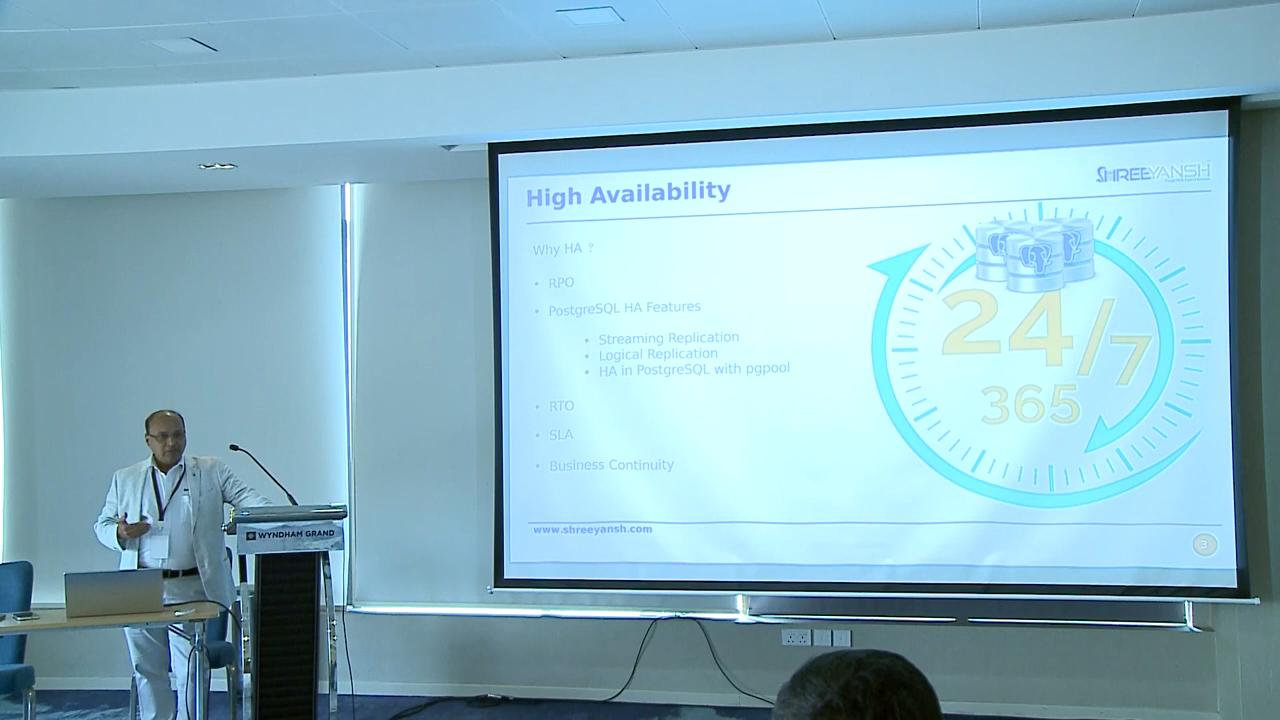 High Availability
SHREEYANSH
Why HA ?
• RPO
• PostgreSQL HA Features
• Streaming Replication
• Logical Replication
• HA in PostgreSQL with pgpool
• RTO
• SLA
• Business Continuity
24/7
365
www.shreeyansh.com
WYNDHAM GRAND